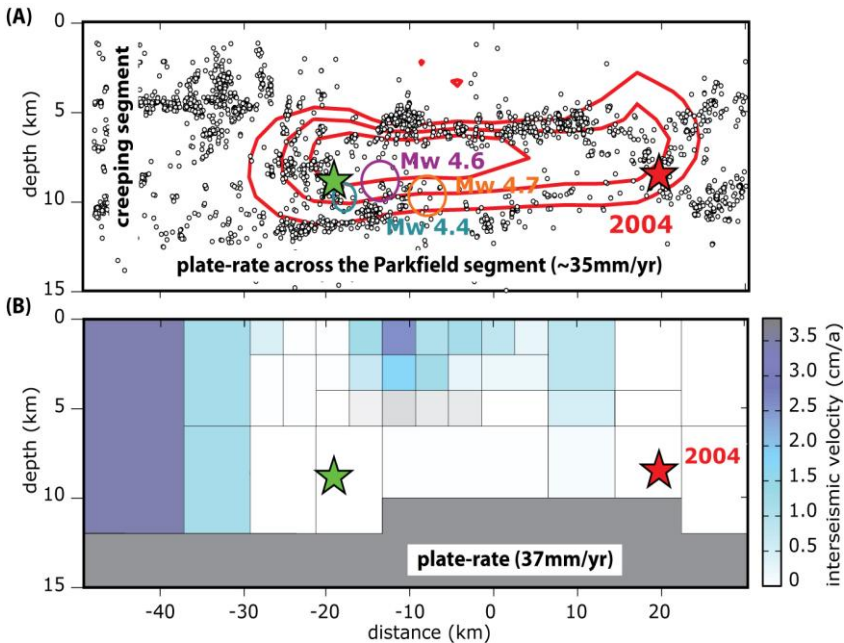 (A)
0
5
10
15
depth (km)
creeping segment
Mw 4.6
Mw 4.7
Mw 4.4
2004
plate-rate across the Parkfield segment (~35mm/yr)
(B)
0
5
10
15
depth (km)
2004
plate-rate (37mm/yr)
-40
-30
-20
-10
0
10
20
distance (km)
3.5
3.0
2.5
2.0
1.5
1.0
0.5
0
interseismic velocity (cm/a)